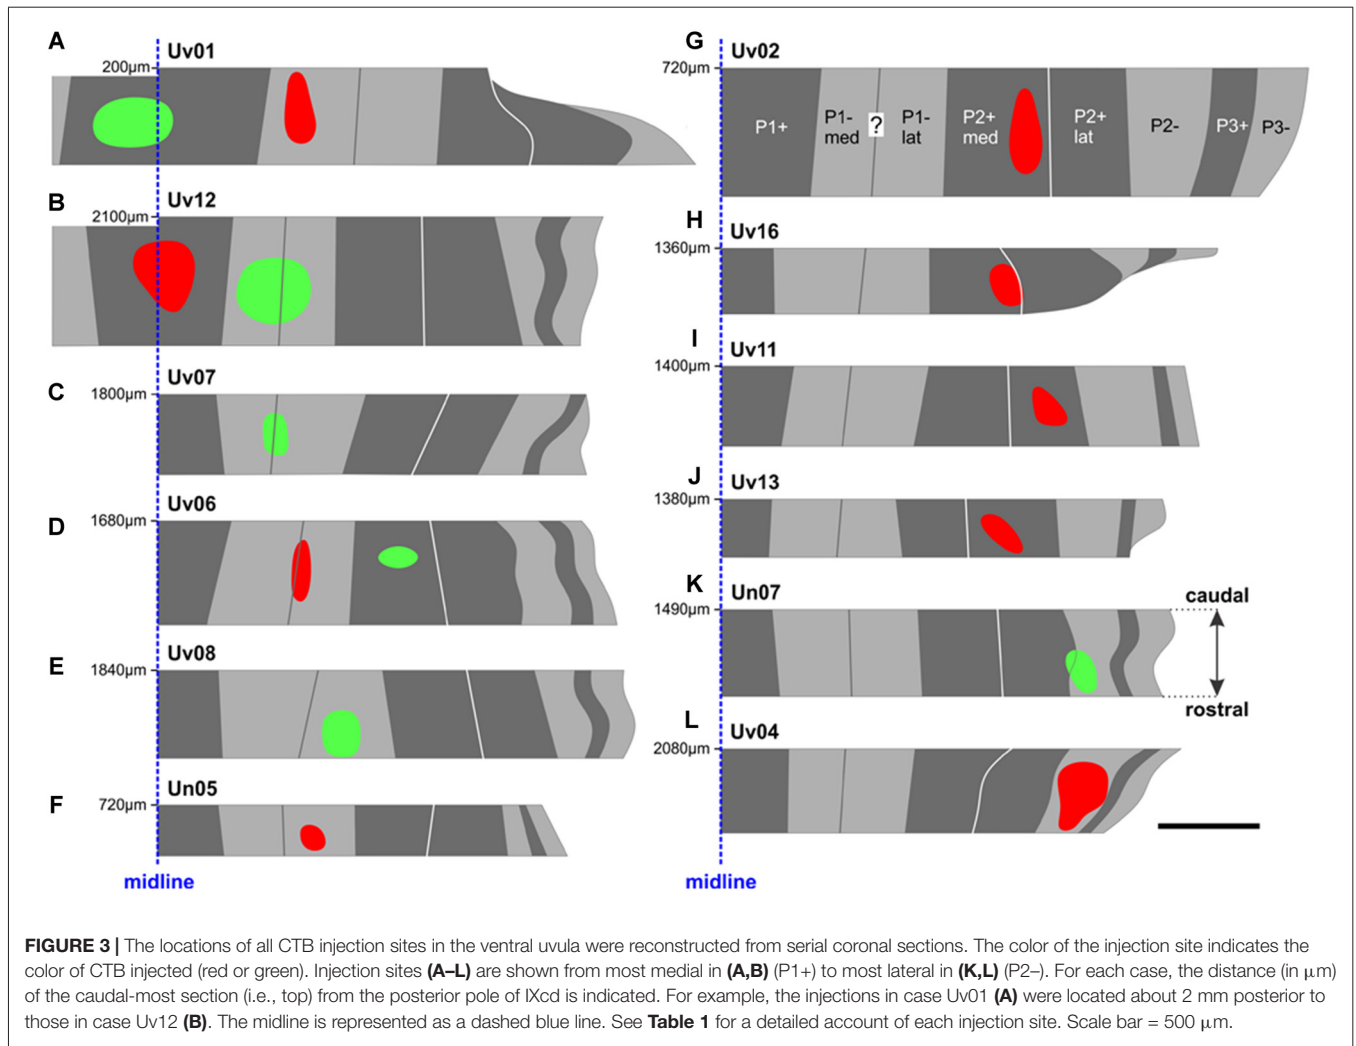 A
Uv01
200µm
B
Uv12
2100µm
C
Uv07
1800µm
D
Uv06
1680µm
E
Uv08
1840µm
F
Un05
720µm
midline
G
Uv02
720µm
P1+
P1-
med
?
P1-
lat
P2+
med
P2+
lat
P2-
P3+
P3-
H
Uv16
1360µm
I
Uv11
1400µm
J
Uv13
1380µm
K
Un07
1490µm
caudal
rostral
L
Uv04
2080µm
midline
FIGURE 3 | The locations of all CTB injection sites in the ventral uvula were reconstructed from serial coronal sections. The color of the injection site indicates the
color of CTB injected (red or green). Injection sites (A–L) are shown from most medial in (A,B) (P1+) to most lateral in (K,L) (P2–). For each case, the distance (in µm)
of the caudal-most section (i.e., top) from the posterior pole of IXcd is indicated. For example, the injections in case Uv01 (A) were located about 2 mm posterior to
those in case Uv12 (B). The midline is represented as a dashed blue line. See Table 1 for a detailed account of each injection site. Scale bar = 500 µm.